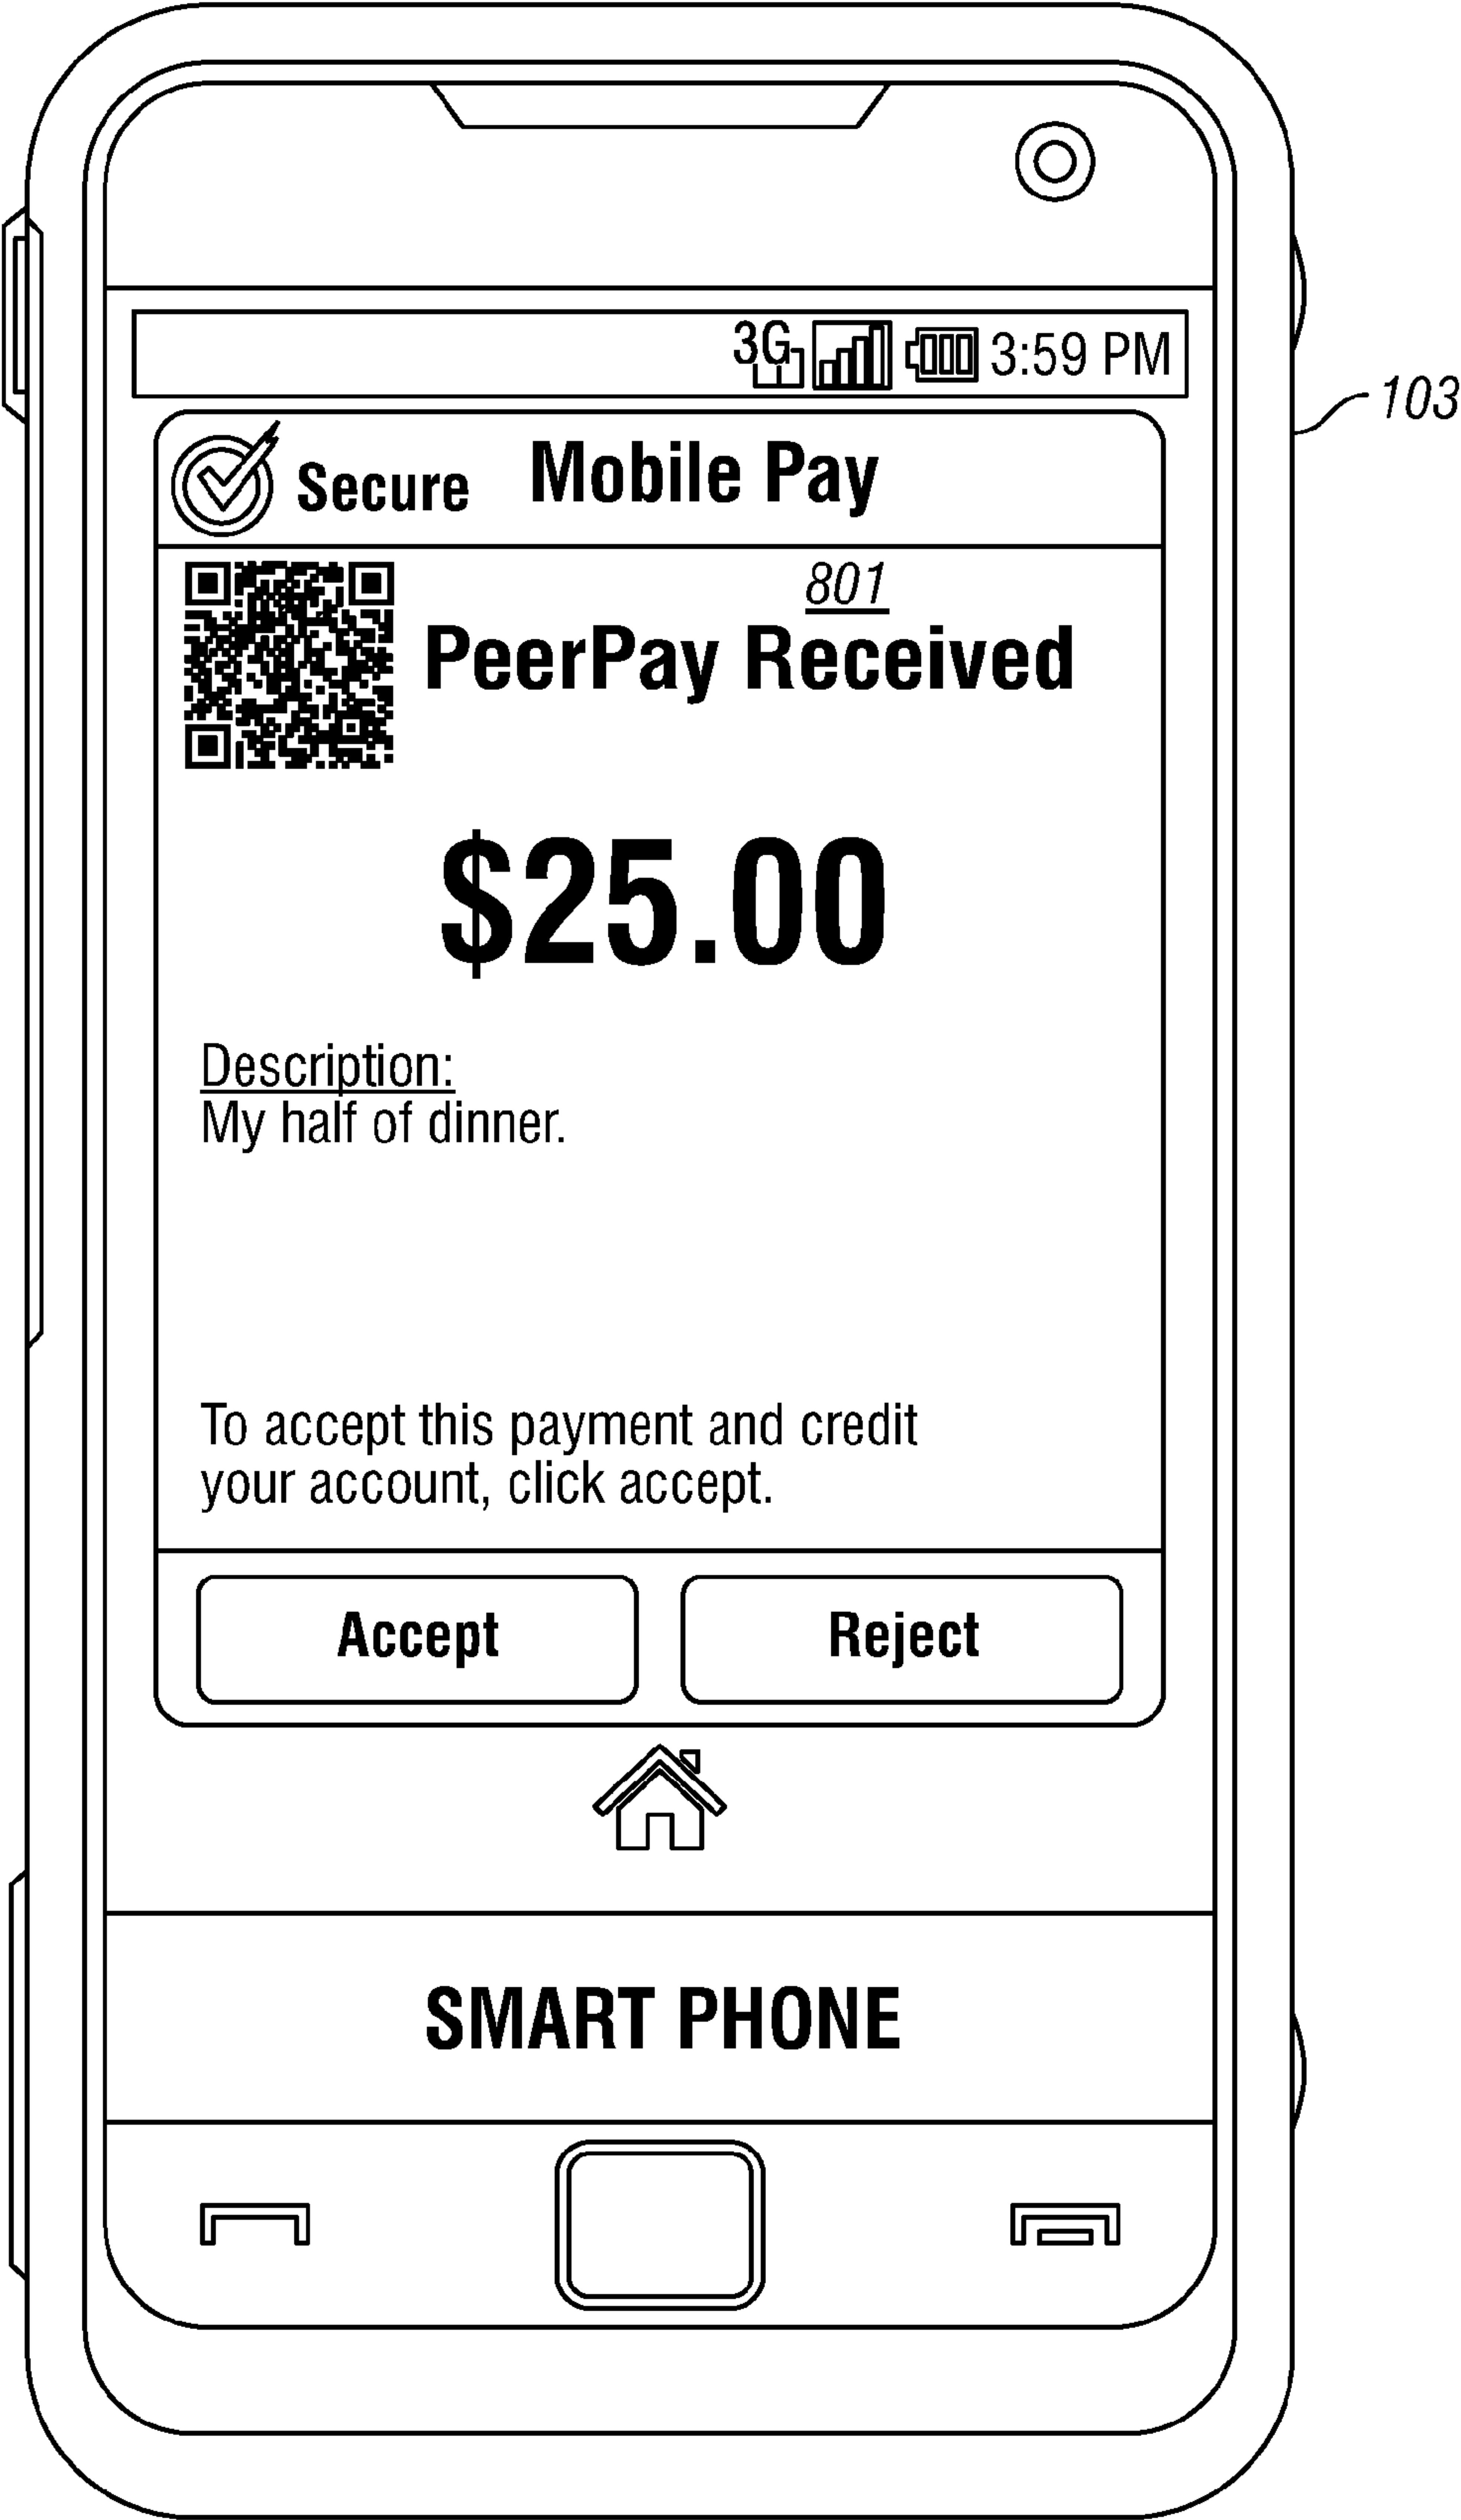 3G 3:59 PM
103
Secure Mobile Pay
801
PeerPay Received
$25.00
Description:
My half of dinner.
To accept this payment and credit
your account, click accept.
Accept Reject
SMART PHONE